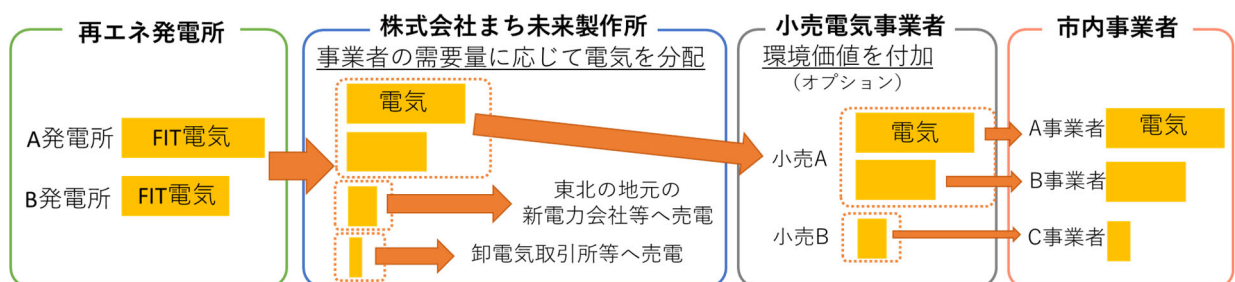 再エネ発電所
A発電所
FIT電気
B発電所
FIT電気
株式会社まち未来製作所
事業者の需要量に応じて電気を分配
電気
東北の地元の
新電力会社等へ売電
卸電気取引所等へ売電
小売電気事業者
環境価値を付加
（オプション）
小売A
電気
小売B
市内事業者
A事業者
電気
B事業者
C事業者